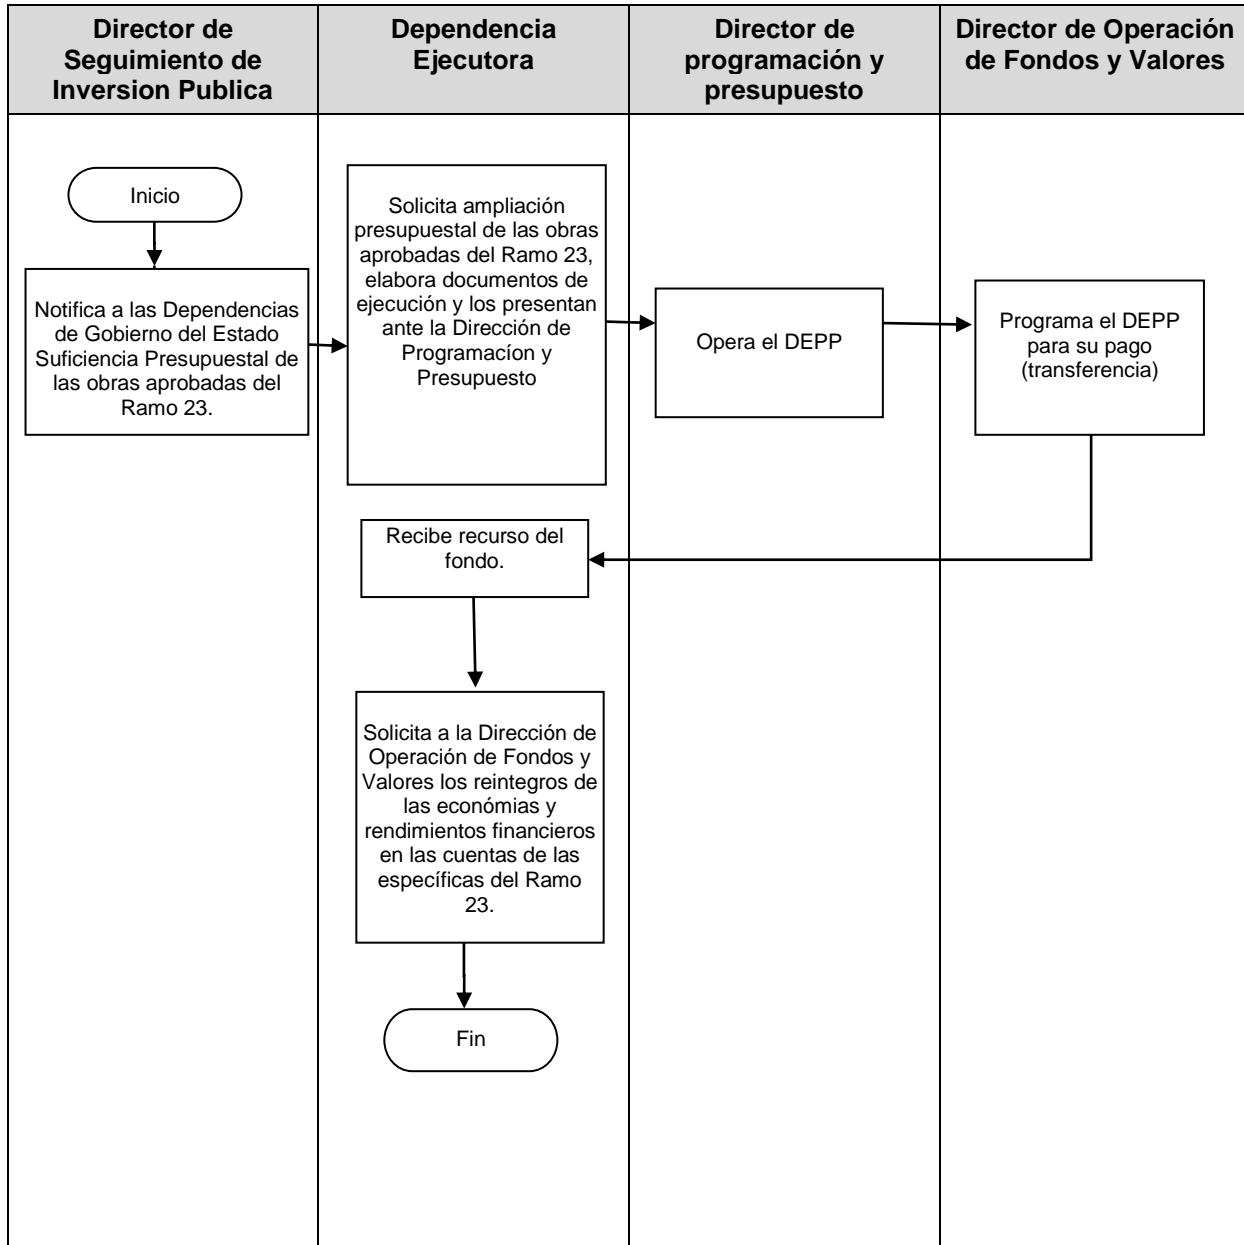 Director de
Seguimiento de
Inversion Publica
Dependencia
Ejecutora
Director de
programación y
presupuesto
Director de Operación
de Fondos y Valores
Inicio
Notifica a las Dependencias
de Gobierno del Estado
Suficiencia Presupuestal de
las obras aprobadas del
Ramo 23.
Solicita ampliación
presupuestal de las obras
aprobadas del Ramo 23,
elabora documentos de
ejecución y los presentan
ante la Dirección de
Programacíon y
Presupuesto
Opera el DEPP
Programa el DEPP
para su pago
(transferencia)
Recibe recurso del
fondo.
Solicita a la Dirección de
Operación de Fondos y
Valores los reintegros de
las económias y
rendimientos financieros
en las cuentas de las
específicas del Ramo
23.
Fin